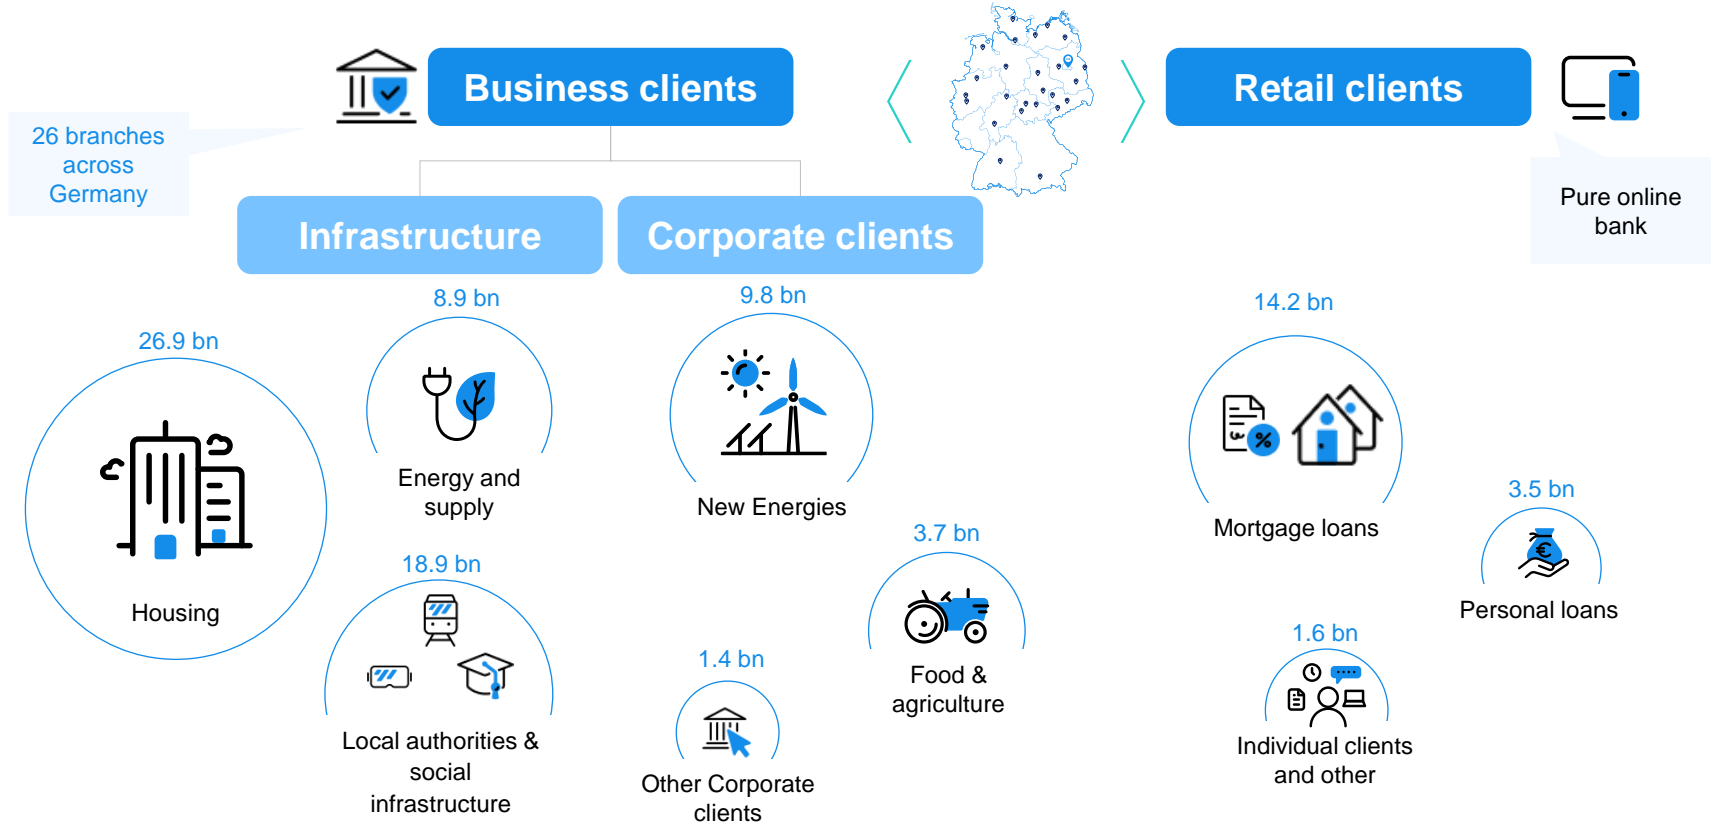 Business clients
Retail clients
26 branches
across
Germany
Pure online
bank
Infrastructure
Corporate clients
26.9 bn
Housing
8.9 bn
Energy and
supply
18.9 bn
Local authorities &
social
infrastructure
9.8 bn
New Energies
3.7 bn
Food &
agriculture
1.4 bn
Other Corporate
clients
14.2 bn
%
Mortgage loans
3.5 bn
€
Personal loans
1.6 bn
Individual clients
and other